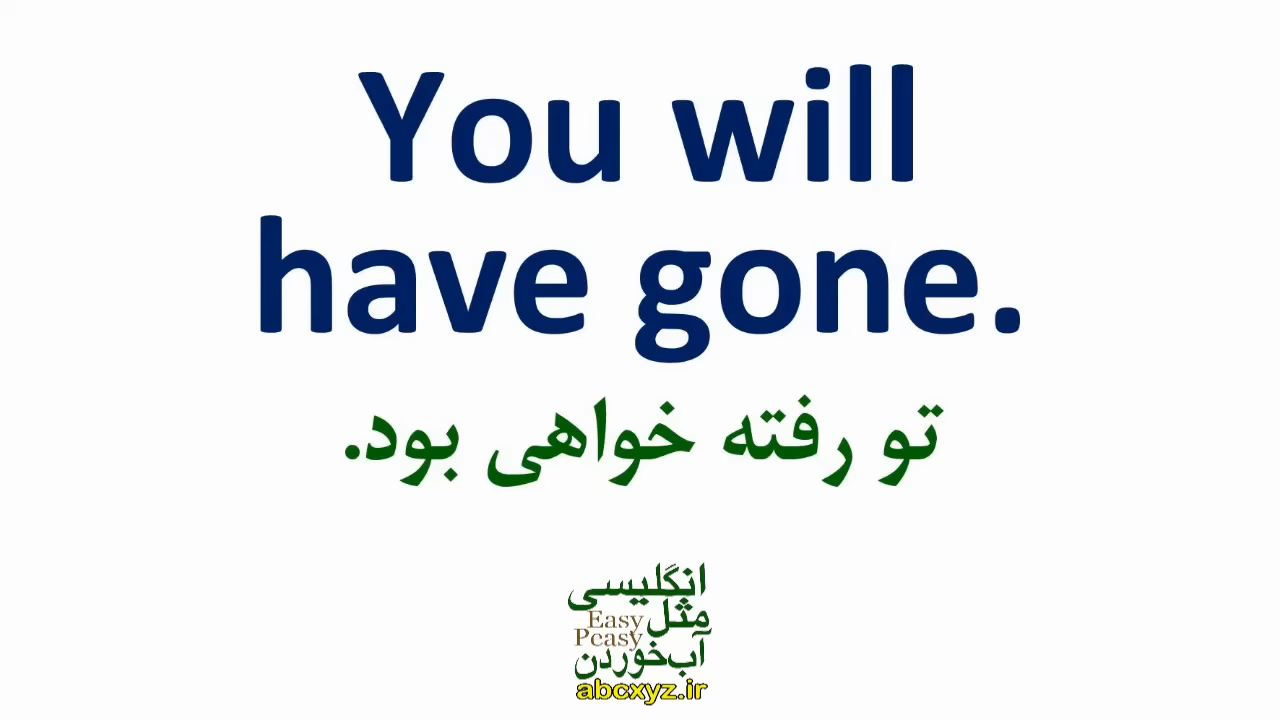 You will
have gone.
تو رفته خواهی بود.
انگلیسی
مثل
Easy
Peasy
آب‌خوردن
abcxyz.ir